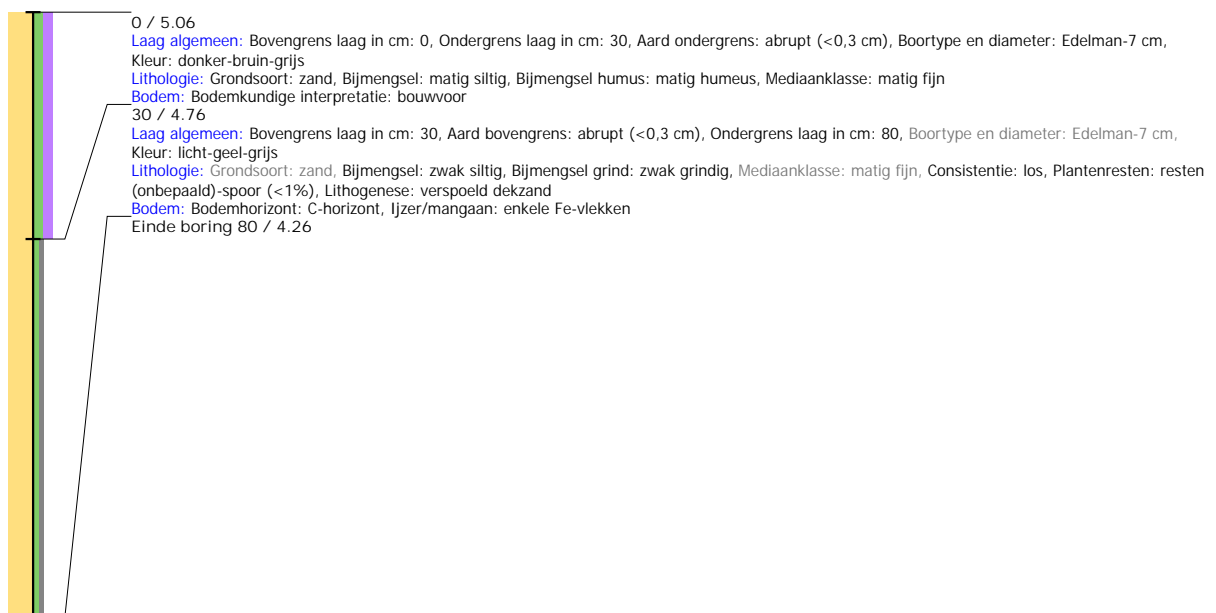 0 / 5.06
Laag algemeen: Bovengrens laag in cm: 0, Ondergrens laag in cm: 30, Aard ondergrens: abrupt (<0,3 cm), Boortype en diameter: Edelman-7 cm,
Kleur: donker-bruin-grijs
Lithologie: Grondsoort: zand, Bijmengsel: matig siltig, Bijmengsel humus: matig humeus, Mediaanklasse: matig fijn
Bodem: Bodemkundige interpretatie: bouwvoor
30 / 4.76
Laag algemeen: Bovengrens laag in cm: 30, Aard bovengrens: abrupt (<0,3 cm), Ondergrens laag in cm: 80, Boortype en diameter: Edelman-7 cm,
Kleur: licht-geel-grijs
Lithologie: Grondsoort: zand, Bijmengsel: zwak siltig, Bijmengsel grind: zwak grindig, Mediaanklasse: matig fijn, Consistentie: los, Plantenresten: resten
(onbepaald)-spoor (<1%), Lithogenese: verspoeld dekzand
Bodem: Bodemhorizont: C-horizont, Ijzer/mangaan: enkele Fe-vlekken
Einde boring 80 / 4.26